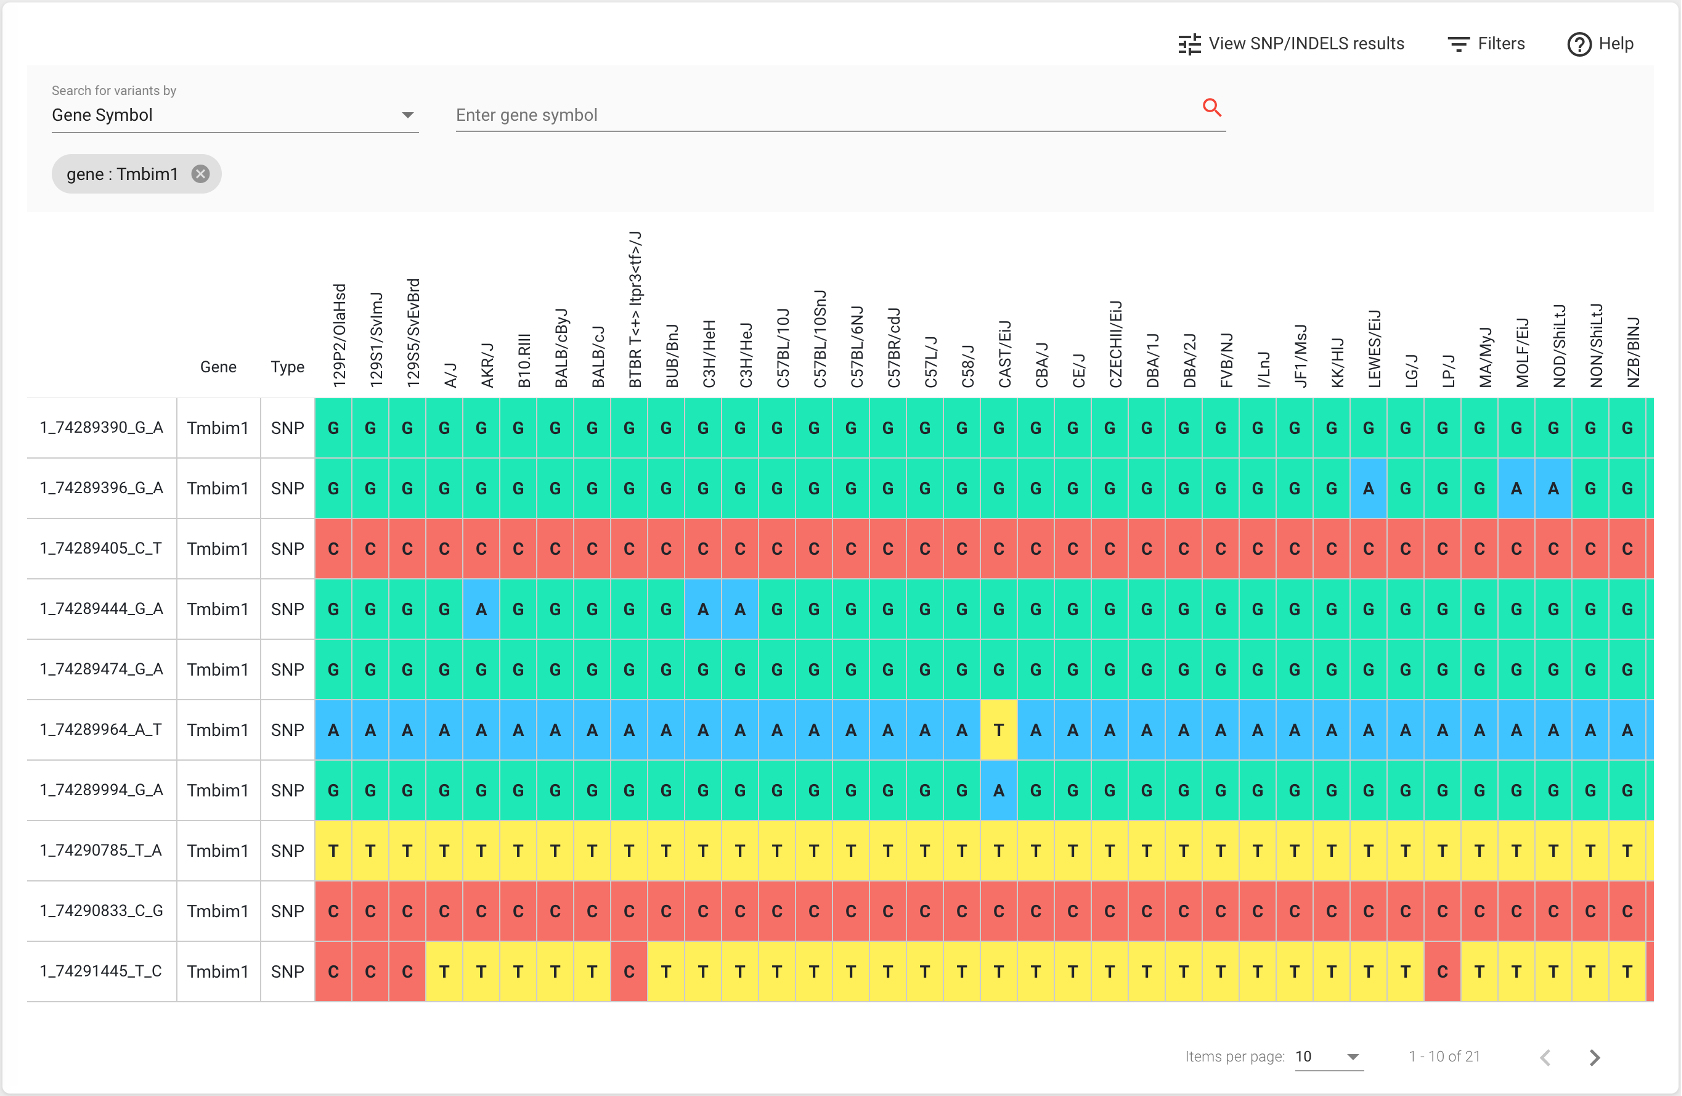 View SNP/INDELS results Filters Help
Search for variants by
Gene Symbol Enter gene symbol
gene : Tmbim1
Gene Type 129P2/OlaHsd 129S1/SvImJ 129S5/SvEvBrd A/J AKR/J B10.RIII BALB/cByJ BALB/cJ BTBR T<+> Itpr3<tf>/J BUB/BnJ C3H/HeH C3H/HeJ C57BL/10J C57BL/10SnJ C57BL/6NJ C57BR/cdJ C57L/J C58/J CAST/EiJ CBA/J CE/J CZECHII/EiJ DBA/1J DBA/2J FVB/NJ I/LnJ JF1/MsJ KK/HlJ LEWES/EiJ LG/J LP/J MA/MyJ MOLF/EiJ NOD/ShiLtJ NON/ShiLtJ NZB/BlNJ
1_74289390_G_A Tmbim1 SNP G G G G G G G G G G G G G G G G G G G G G G G G G G G G G G G G G G G G
1_74289396_G_A Tmbim1 SNP G G G G G G G G G G G G G G G G G G G G G G G G G G G G A G G G A A G G
1_74289405_C_T Tmbim1 SNP C C C C C C C C C C C C C C C C C C C C C C C C C C C C C C C C C C C C
1_74289444_G_A Tmbim1 SNP G G G G A G G G G G A A G G G G G G G G G G G G G G G G G G G G G G G G
1_74289474_G_A Tmbim1 SNP G G G G G G G G G G G G G G G G G G G G G G G G G G G G G G G G G G G G
1_74289964_A_T Tmbim1 SNP A A A A A A A A A A A A A A A A A A T A A A A A A A A A A A A A A A A A
1_74289994_G_A Tmbim1 SNP G G G G G G G G G G G G G G G G G G A G G G G G G G G G G G G G G G G G
1_74290785_T_A Tmbim1 SNP T T T T T T T T T T T T T T T T T T T T T T T T T T T T T T T T T T T T
1_74290833_C_G Tmbim1 SNP C C C C C C C C C C C C C C C C C C C C C C C C C C C C C C C C C C C C
1_74291445_T_C Tmbim1 SNP C C C T T T T T C T T T T T T T T T T T T T T T T T T T T T C T T T T T
Items per page: 10 1 - 10 of 21